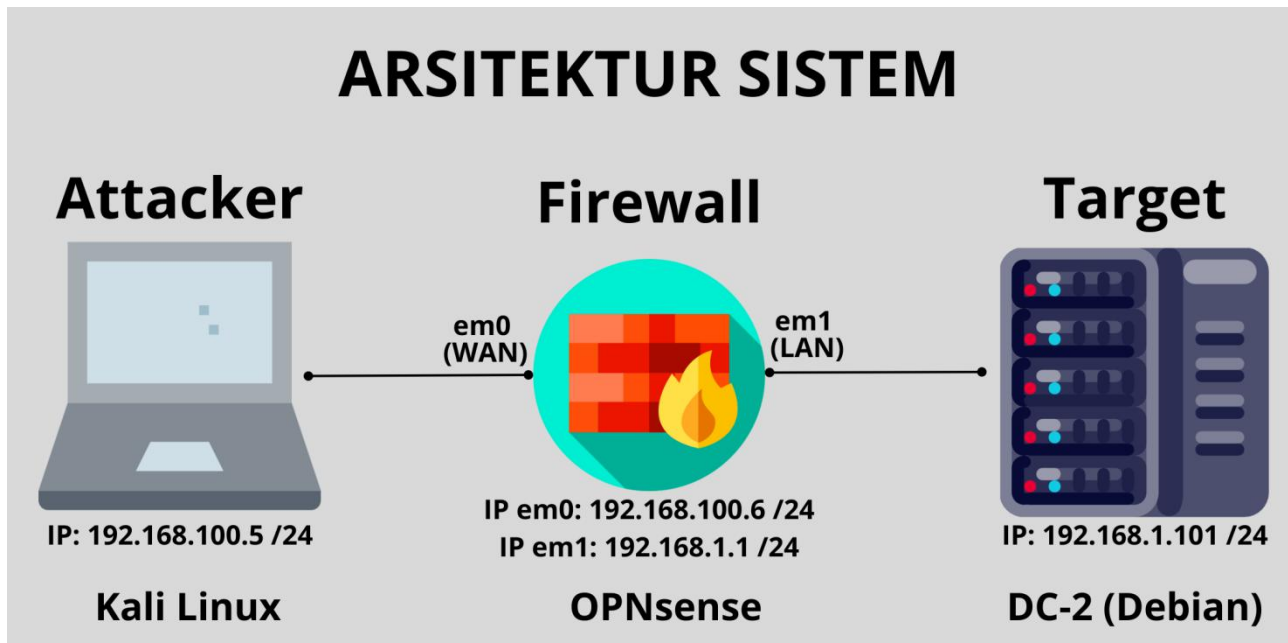 ARSITEKTUR SISTEM
Attacker
Firewall
Target
em0
(WAN)
em1
(LAN)
IP: 192.168.100.5 /24
IP em0: 192.168.100.6 /24
IP em1: 192.168.1.1 /24
IP: 192.168.1.101 /24
Kali Linux
OPNsense
DC-2 (Debian)